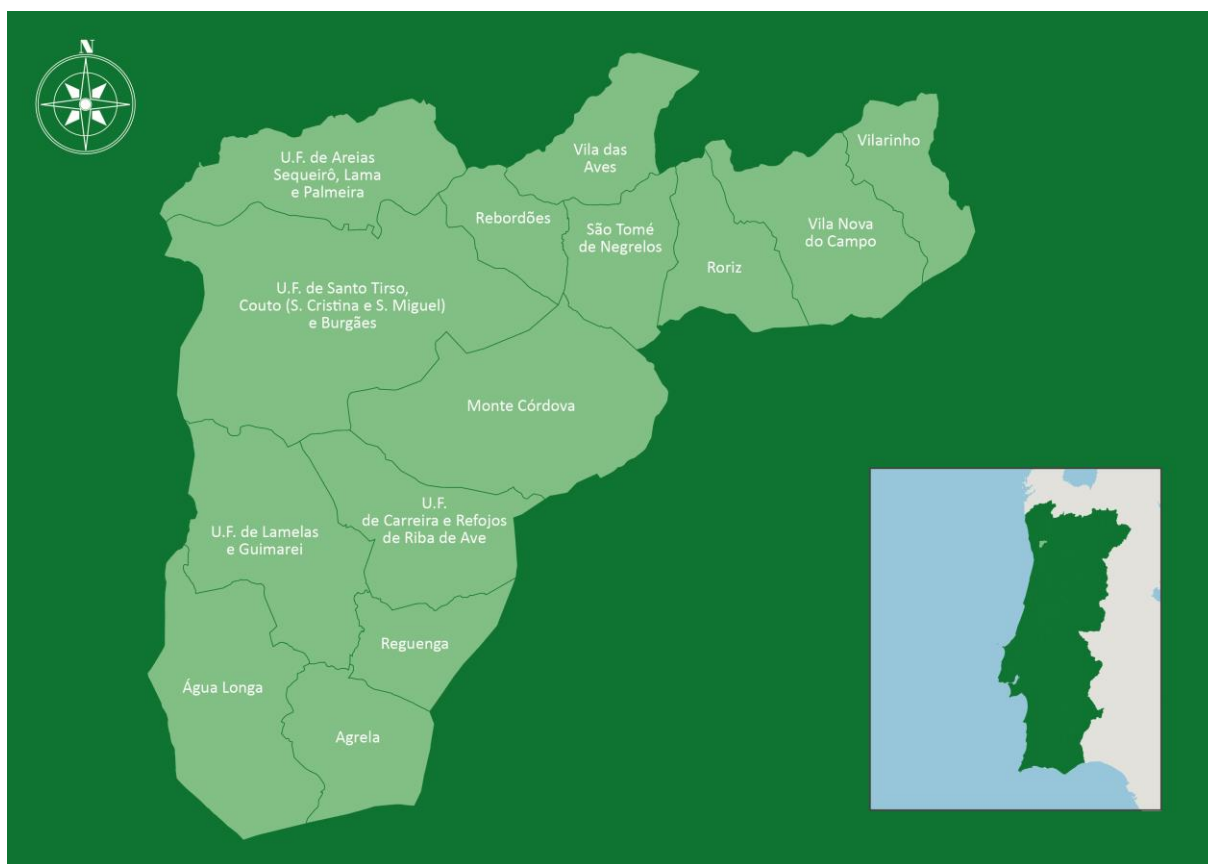 N
U.F. de Areias
Sequeirô, Lama
e Palmeira
Vila das
Aves
Vilarinho
Rebordões
São Tomé
de Negrelos
Roriz
Vila Nova
do Campo
U.F. de Santo Tirso,
Couto (S. Cristina e S. Miguel)
e Burgães
Monte Córdova
U.F.
de Carreira e Refojos
de Riba de Ave
U.F. de Lamelas
e Guimarei
Reguenga
Água Longa
Agrela